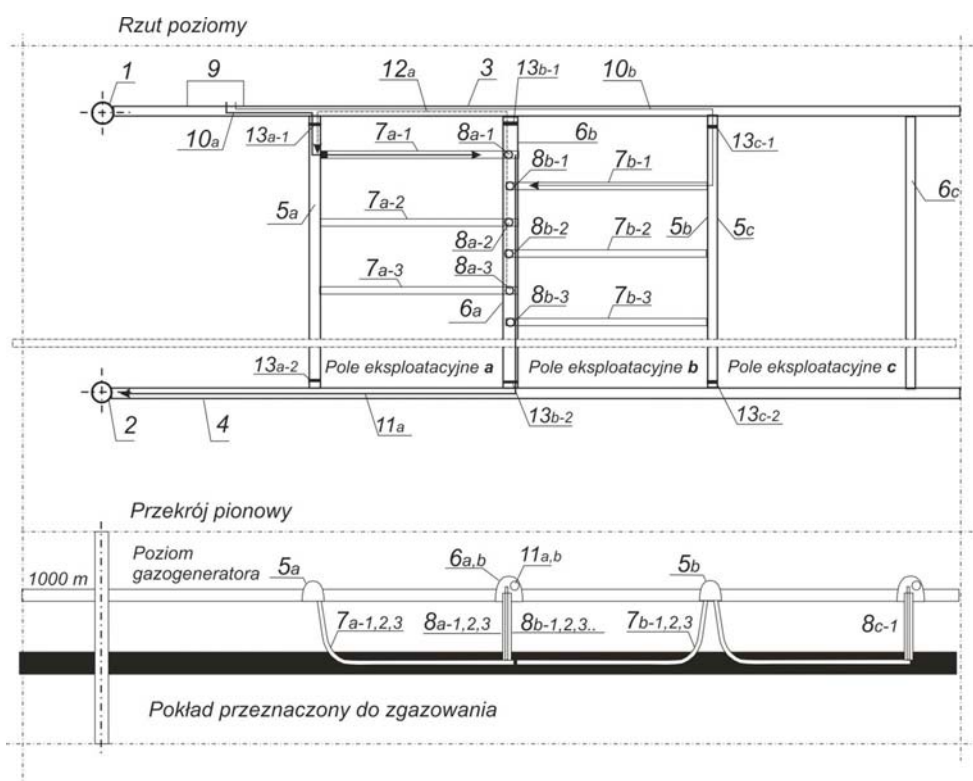 Rzut poziomy
1 9 12a 3 13b-1 10b
10a 13a-1 7a-1 8a-1 6b 13c-1
8b-1 7b-1
5a 7a-2 8a-2 8b-2 7b-2 5b 5c 6c
7a-3 8a-3 6a 8b-3 7b-3
13a-2 Pole eksploatacyjne a Pole eksploatacyjne b Pole eksploatacyjne c
2 4 11a 13b-2 13c-2
Przekrój pionowy
1000 m
Poziom
gazogeneratora
5a 6a,b 11a,b 5b
7a-1,2,3 8a-1,2,3 8b-1,2,3.. 7b-1,2,3 8c-1
Pokład przeznaczony do zgazowania